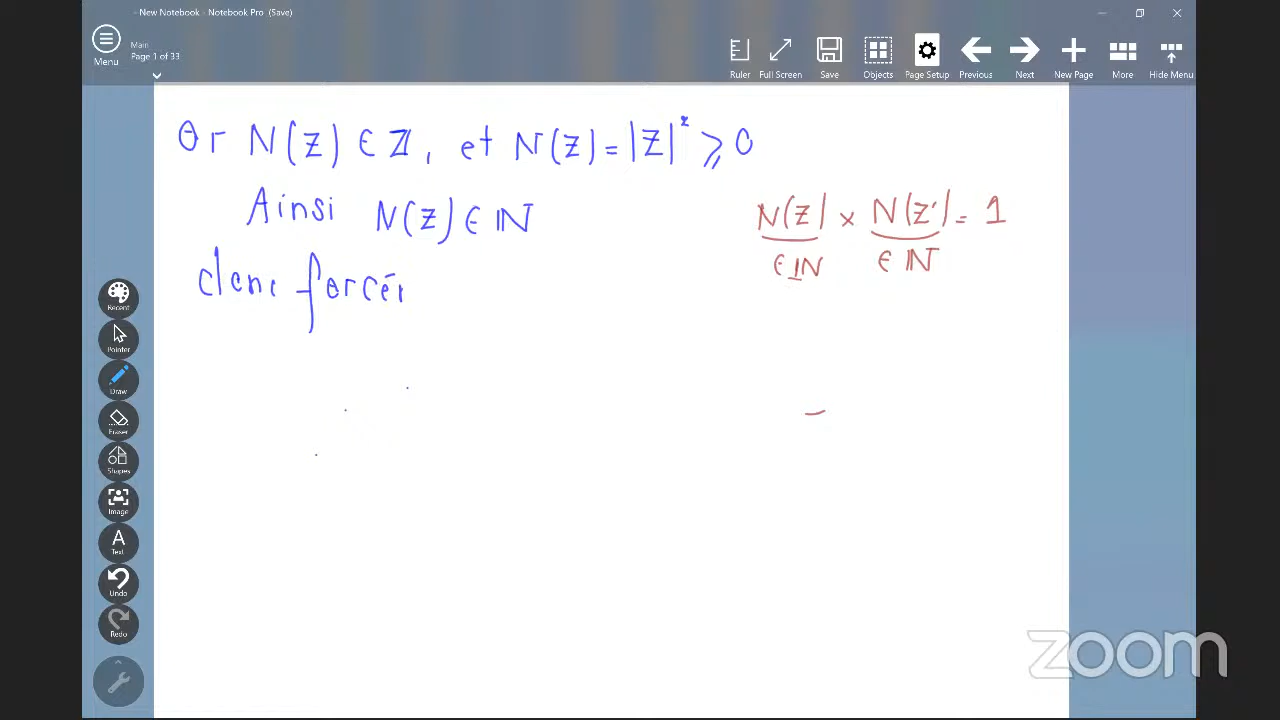 - New Notebook - Notebook Pro (Save)
Menu
Main
Page 1 of 33
Ruler
Full Screen
Save
Objects
Page Setup
Previous
Next
New Page
More
Hide Menu
Or N(Z) ∈ ℤ, et N(Z) = |Z|² ⩾ 0
Ainsi N(Z) ∈ ℕ
donc forcé
N(Z) × N(Z') = 1
∈ ℕ ∈ ℕ
Recent
Pointer
Draw
Eraser
Shapes
Image
Text
Undo
Redo
zoom